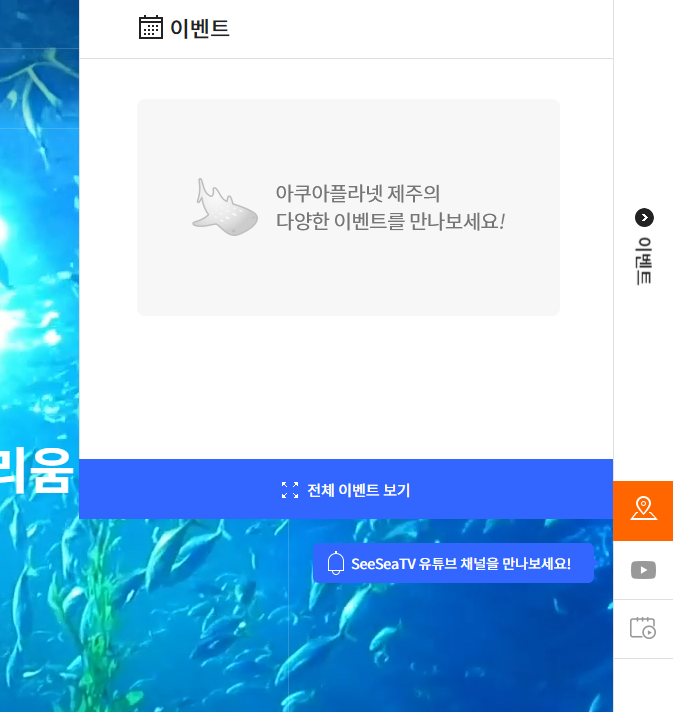 이벤트
아쿠아플라넷 제주의
다양한 이벤트를 만나보세요!
이벤트
리움
전체 이벤트 보기
SeeSeaTV 유튜브 채널을 만나보세요!